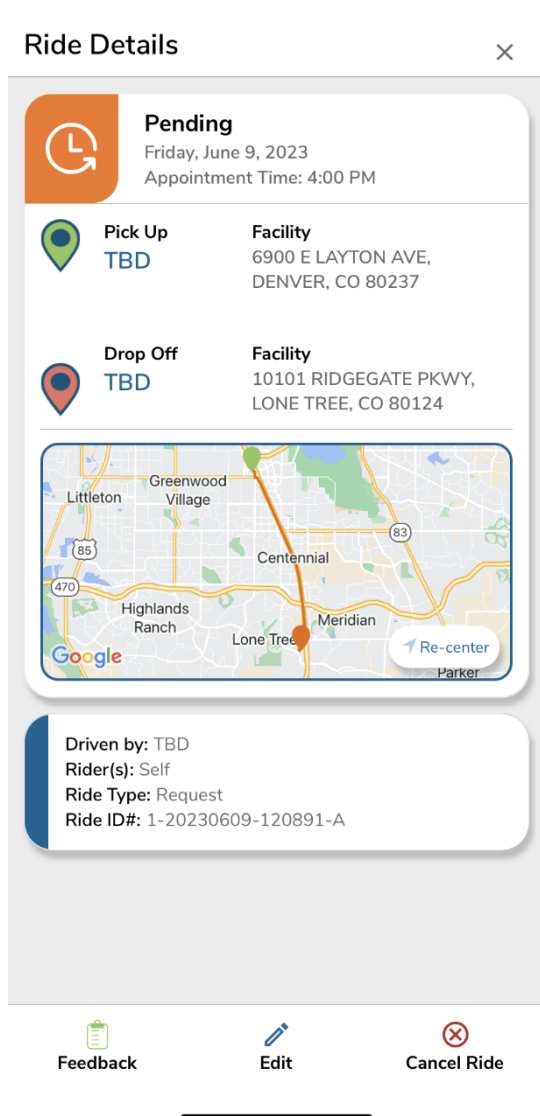 Ride Details
Pending
Friday, June 9, 2023
Appointment Time: 4:00 PM
Pick Up
TBD
Facility
6900 E LAYTON AVE,
DENVER, CO 80237
Drop Off
TBD
Facility
10101 RIDGEGATE PKWY,
LONE TREE, CO 80124
Greenwood
Village
Littleton
83
85
Centennial
470
Highlands
Ranch
Meridian
Lone Tree
Re-center
Google
Parker
Driven by: TBD
Rider(s): Self
Ride Type: Request
Ride ID#: 1-20230609-120891-A
Feedback
Edit
Cancel Ride